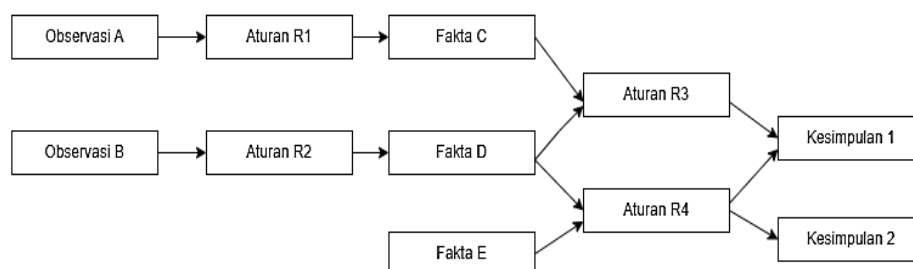 Observasi A
Aturan R1
Fakta C
Aturan R3
Kesimpulan 1
Observasi B
Aturan R2
Fakta D
Aturan R4
Kesimpulan 2
Fakta E